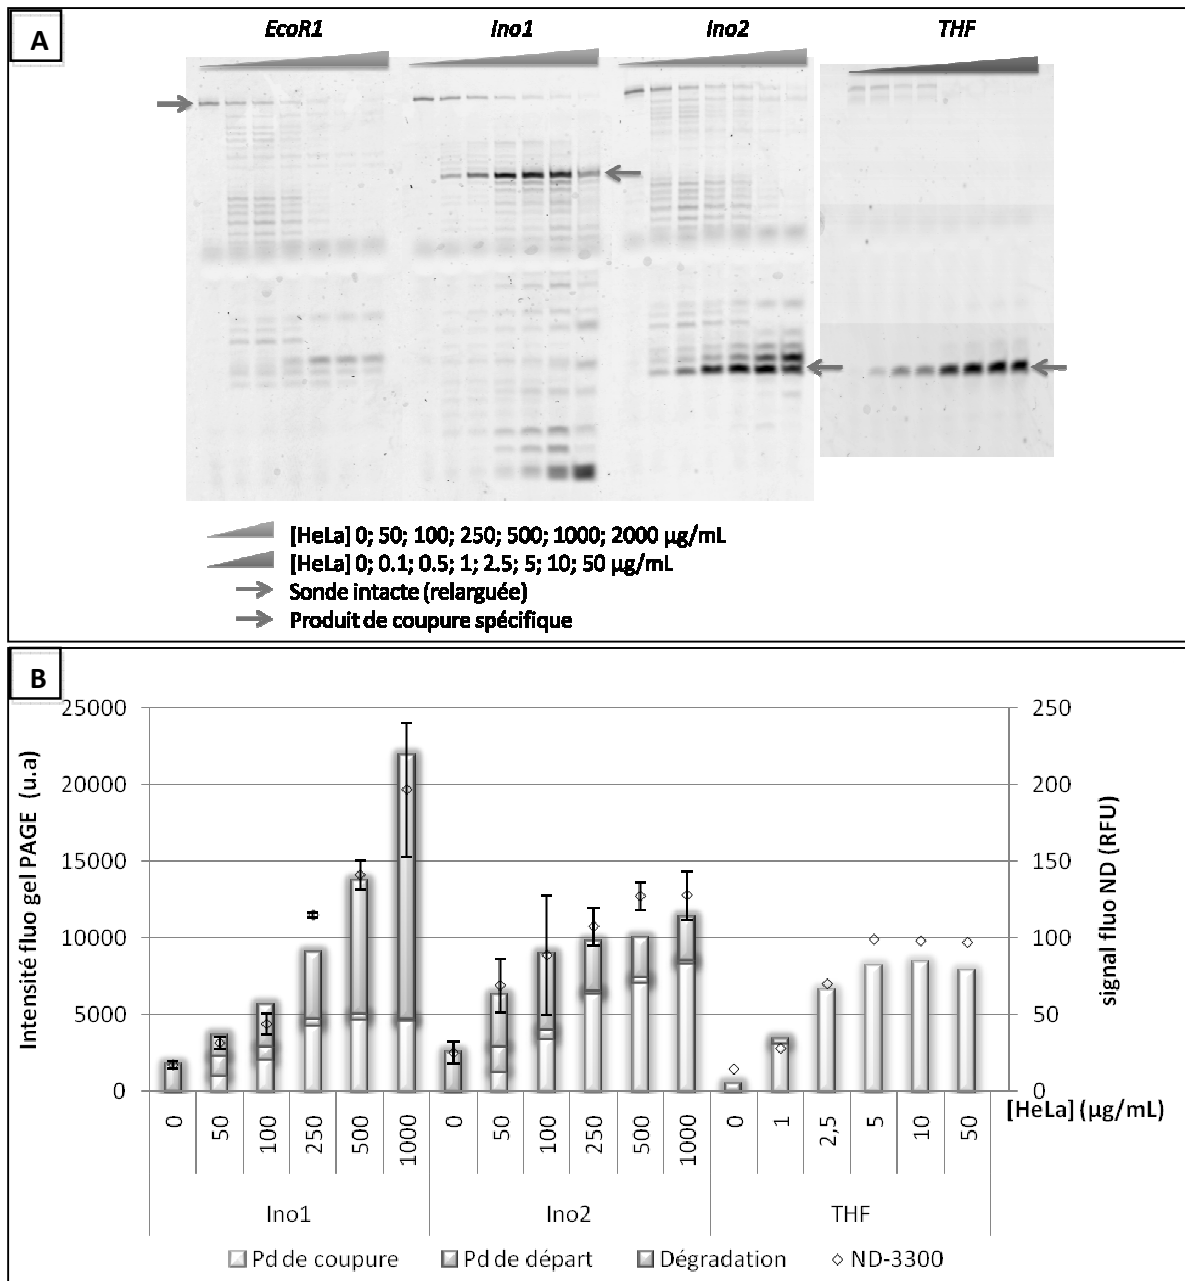 A
EcoR1 Ino1 Ino2 THF
[HeLa] 0; 50; 100; 250; 500; 1000; 2000 µg/mL
[HeLa] 0; 0.1; 0.5; 1; 2.5; 5; 10; 50 µg/mL
Sonde intacte (relarguée)
Produit de coupure spécifique
B
Intensité fluo gel PAGE (u.a)
25000
20000
15000
10000
5000
0
250
200
150
100
50
0
signal fluo ND (RFU)
[HeLa] (µg/mL)
0 50 100 250 500 1000 0 50 100 250 500 1000 0 1 2,5 5 10 50
Ino1 Ino2 THF
Pd de coupure Pd de départ Dégradation ND-3300